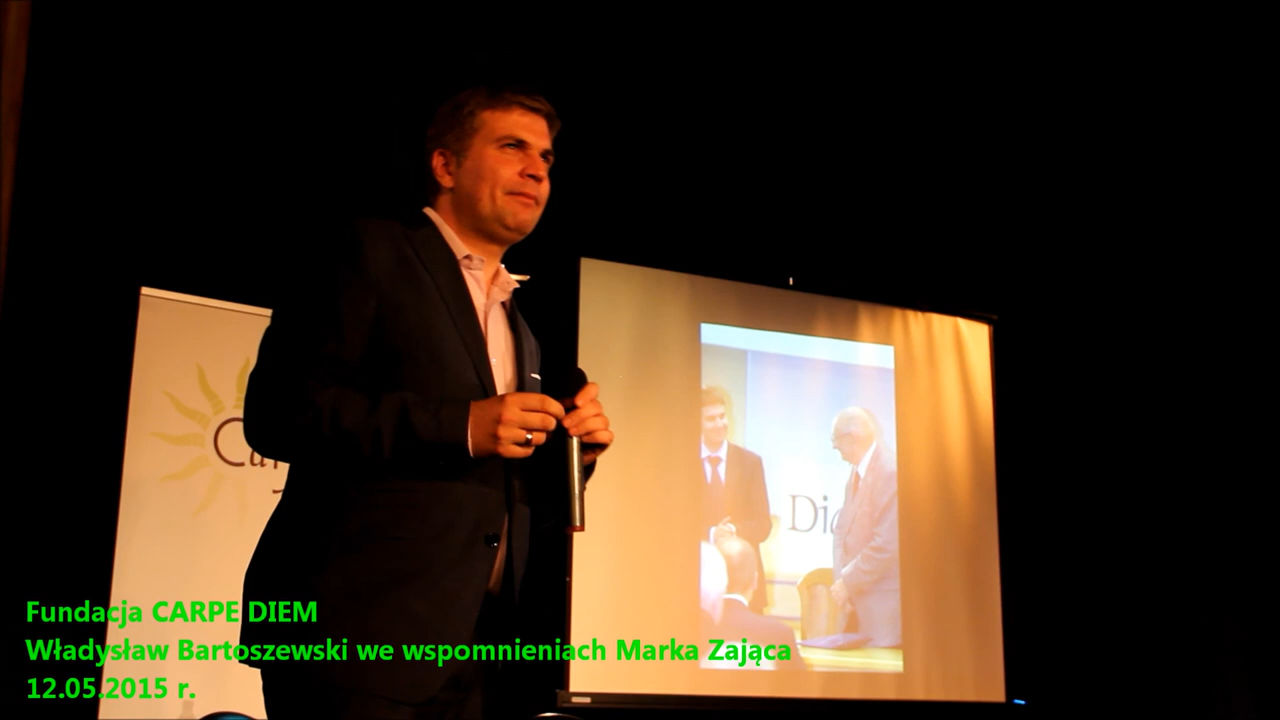 Fundacja CARPE DIEM
Władysław Bartoszewski we wspomnieniach Marka Zająca
12.05.2015 r.